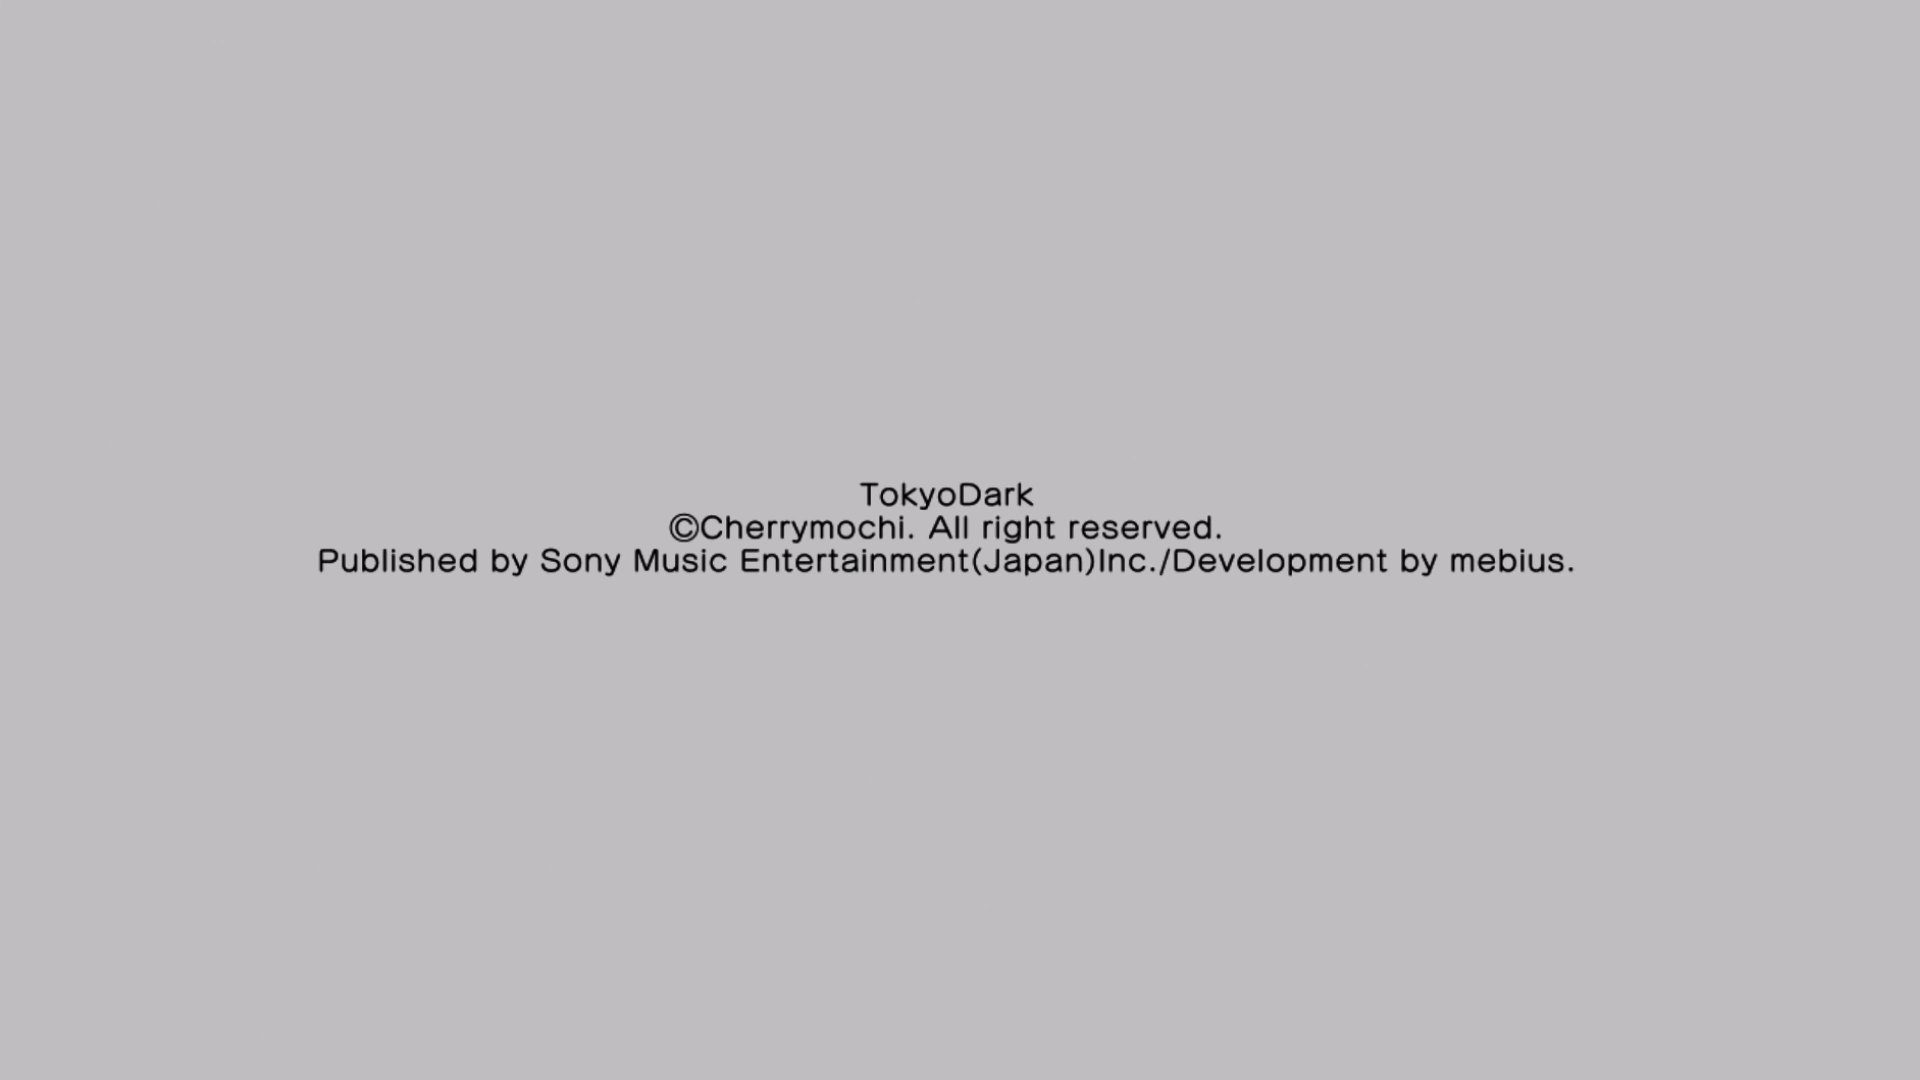 TokyoDark
©Cherrymochi. All right reserved.
Published by Sony Music Entertainment(Japan)Inc./Development by mebius.